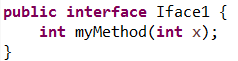 public interface Iface1 {
    int myMethod(int x);
}